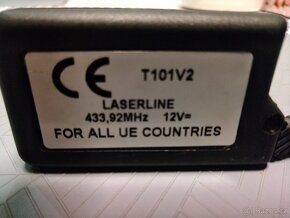 CE T101V2
LASERLINE
433,92MHz 12V=
FOR ALL UE COUNTRIES